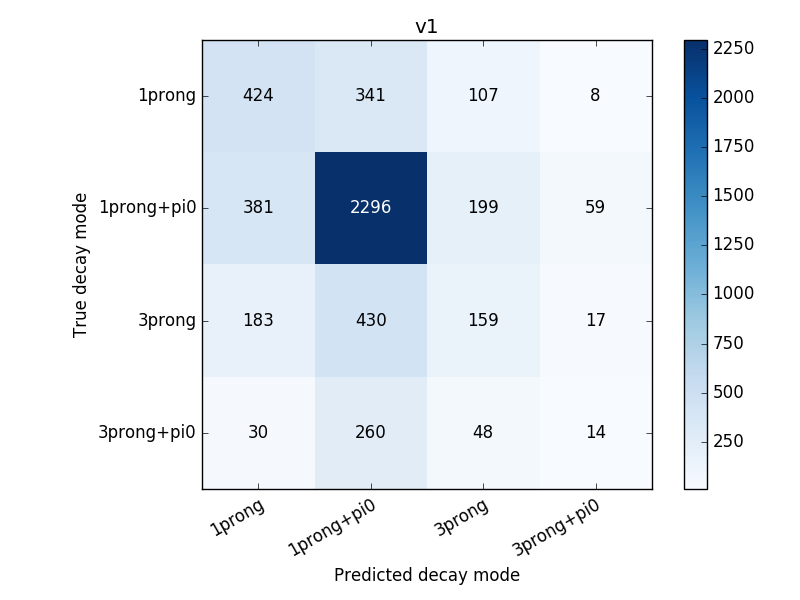 v1
1prong 424 341 107 8
1prong+pi0 381 2296 199 59
3prong 183 430 159 17
3prong+pi0 30 260 48 14
1prong 1prong+pi0 3prong 3prong+pi0
Predicted decay mode
True decay mode
2250
2000
1750
1500
1250
1000
750
500
250